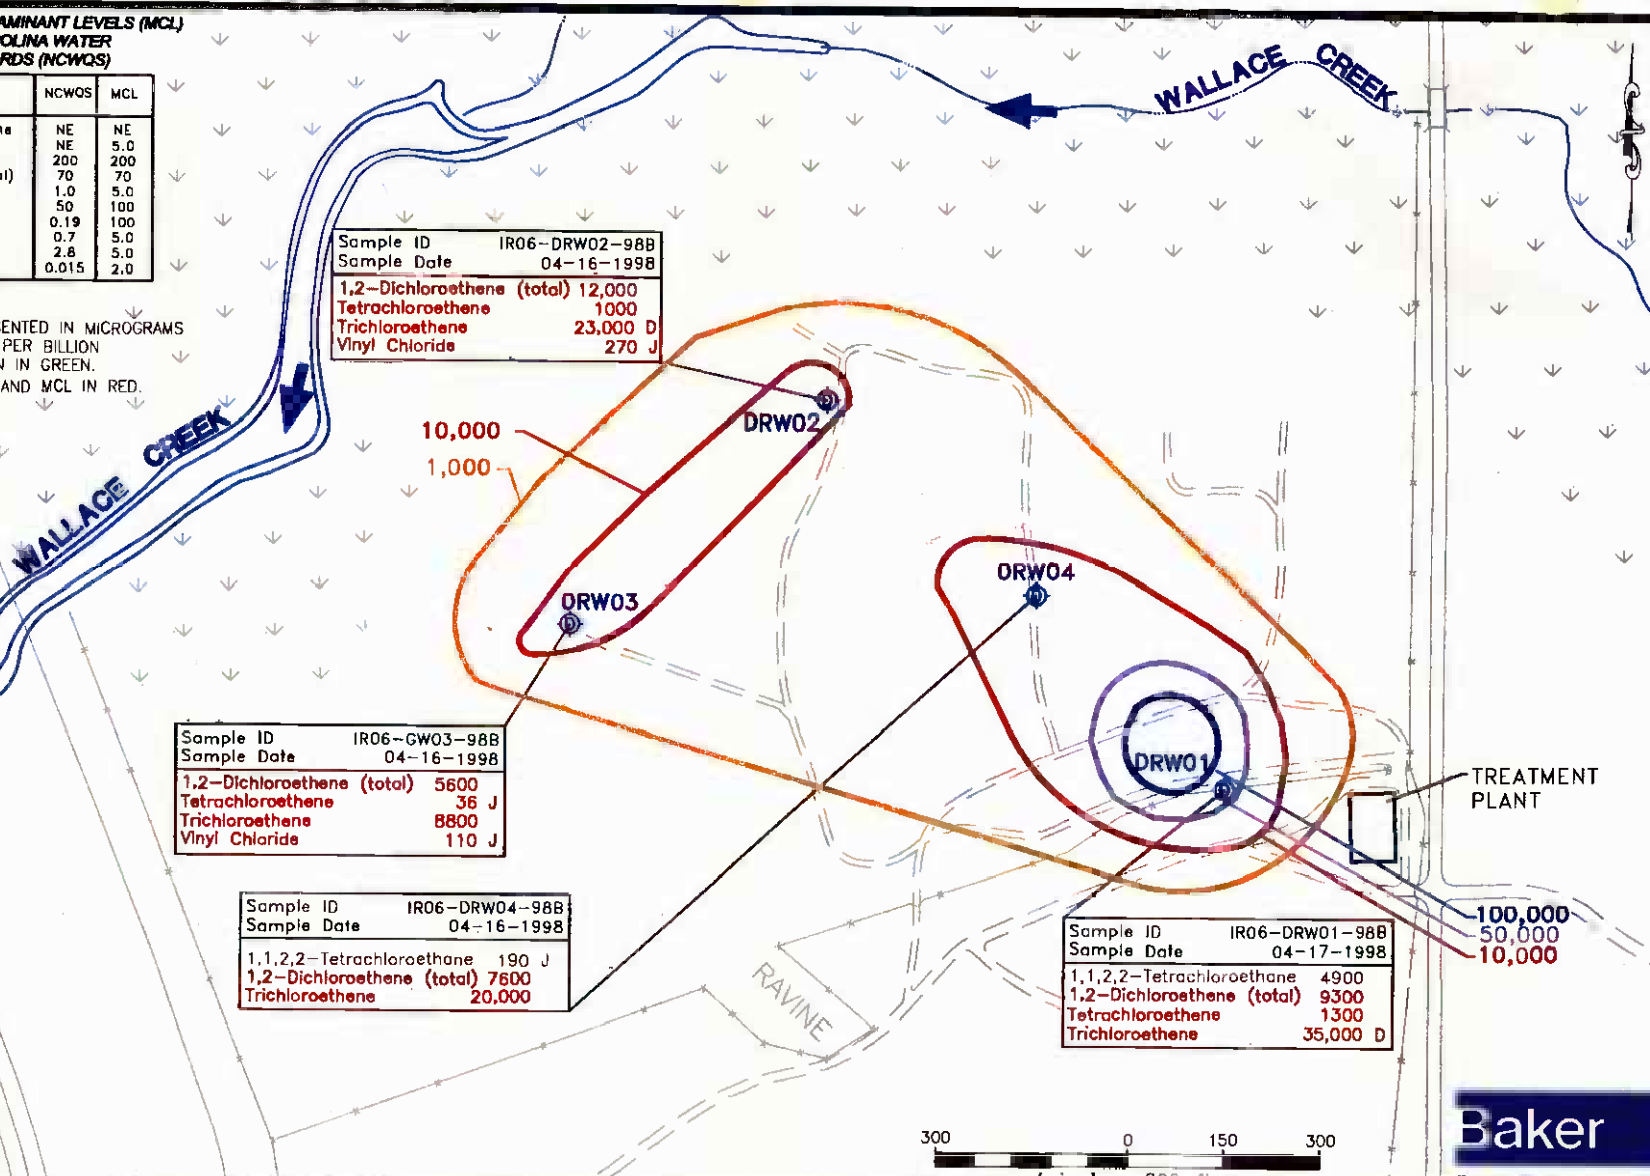 AMINANT LEVELS (MCL)
OLINA WATER
RDS (NCWQS)
NCWQS MCL
NE NE
NE 5.0
200 200
70 70
1.0 5.0
50 100
0.19 100
0.7 5.0
2.8 5.0
0.015 2.0
ENTED IN MICROGRAMS
PER BILLION
IN GREEN.
AND MCL IN RED.
WALLACE CREEK
WALLACE CREEK
Sample ID IR06-DRW02-98B
Sample Date 04-16-1998
1,2-Dichloroethene (total) 12,000
Tetrachloroethene 1000
Trichloroethene 23,000 D
Vinyl Chloride 270 J
10,000
1,000
DRW02
DRW03
DRW04
DRW01
Sample ID IR06-GW03-98B
Sample Date 04-16-1998
1,2-Dichloroethene (total) 5600
Tetrachloroethene 36 J
Trichloroethene 8800
Vinyl Chloride 110 J
TREATMENT
PLANT
Sample ID IR06-DRW04-98B
Sample Date 04-16-1998
1,1,2,2-Tetrachloroethane 190 J
1,2-Dichloroethene (total) 7600
Trichloroethene 20,000
Sample ID IR06-DRW01-98B
Sample Date 04-17-1998
1,1,2,2-Tetrachloroethane 4900
1,2-Dichloroethene (total) 9300
Tetrachloroethene 1300
Trichloroethene 35,000 D
100,000
50,000
10,000
RAVINE
300 0 150 300
Baker